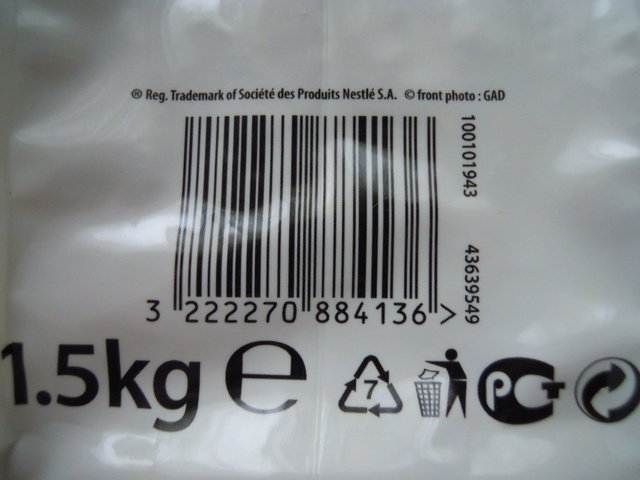 ® Reg. Trademark of Société des Produits Nestlé S.A. © front photo : GAD
100101943
43639549
3 222270 884136 >
1.5kg e
7
PCT